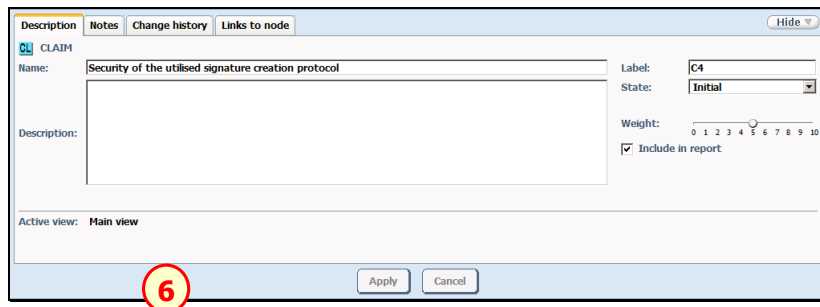 Description Notes Change history Links to node Hide
CL CLAIM
Name: Security of the utilised signature creation protocol Label: C4
State: Initial
Weight:
0 1 2 3 4 5 6 7 8 9 10
Description:
Include in report
Active view: Main view
Apply Cancel
6